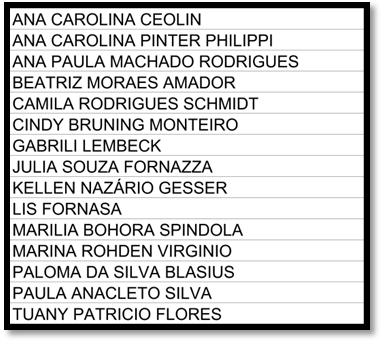 ANA CAROLINA CEOLIN
ANA CAROLINA PINTER PHILIPPI
ANA PAULA MACHADO RODRIGUES
BEATRIZ MORAES AMADOR
CAMILA RODRIGUES SCHMIDT
CINDY BRUNING MONTEIRO
GABRILI LEMBECK
JULIA SOUZA FORNAZZA
KELLEN NAZÁRIO GESSER
LIS FORNASA
MARILIA BOHORA SPINDOLA
MARINA ROHDEN VIRGINIO
PALOMA DA SILVA BLASIUS
PAULA ANACLETO SILVA
TUANY PATRICIO FLORES